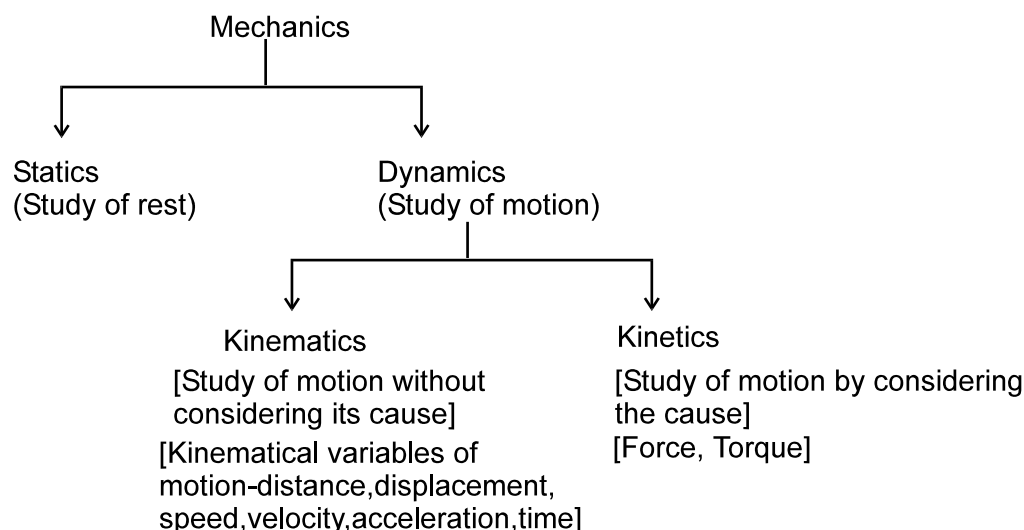 Mechanics
Statics
(Study of rest)
Dynamics
(Study of motion)
Kinematics
[Study of motion without
considering its cause]
[Kinematical variables of
motion-distance,displacement,
speed,velocity,acceleration,time]
Kinetics
[Study of motion by considering
the cause]
[Force, Torque]